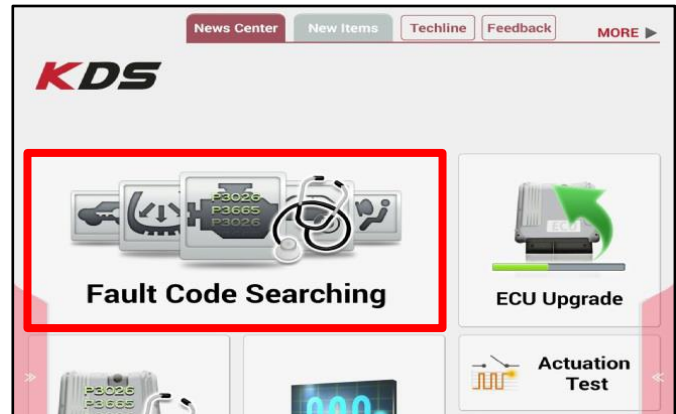 News Center
New Items
Techline
Feedback
MORE
KDS
P3026
P3665
P3026
Fault Code Searching
ECU
ECU Upgrade
Actuation
Test
P3026
P3665
000.